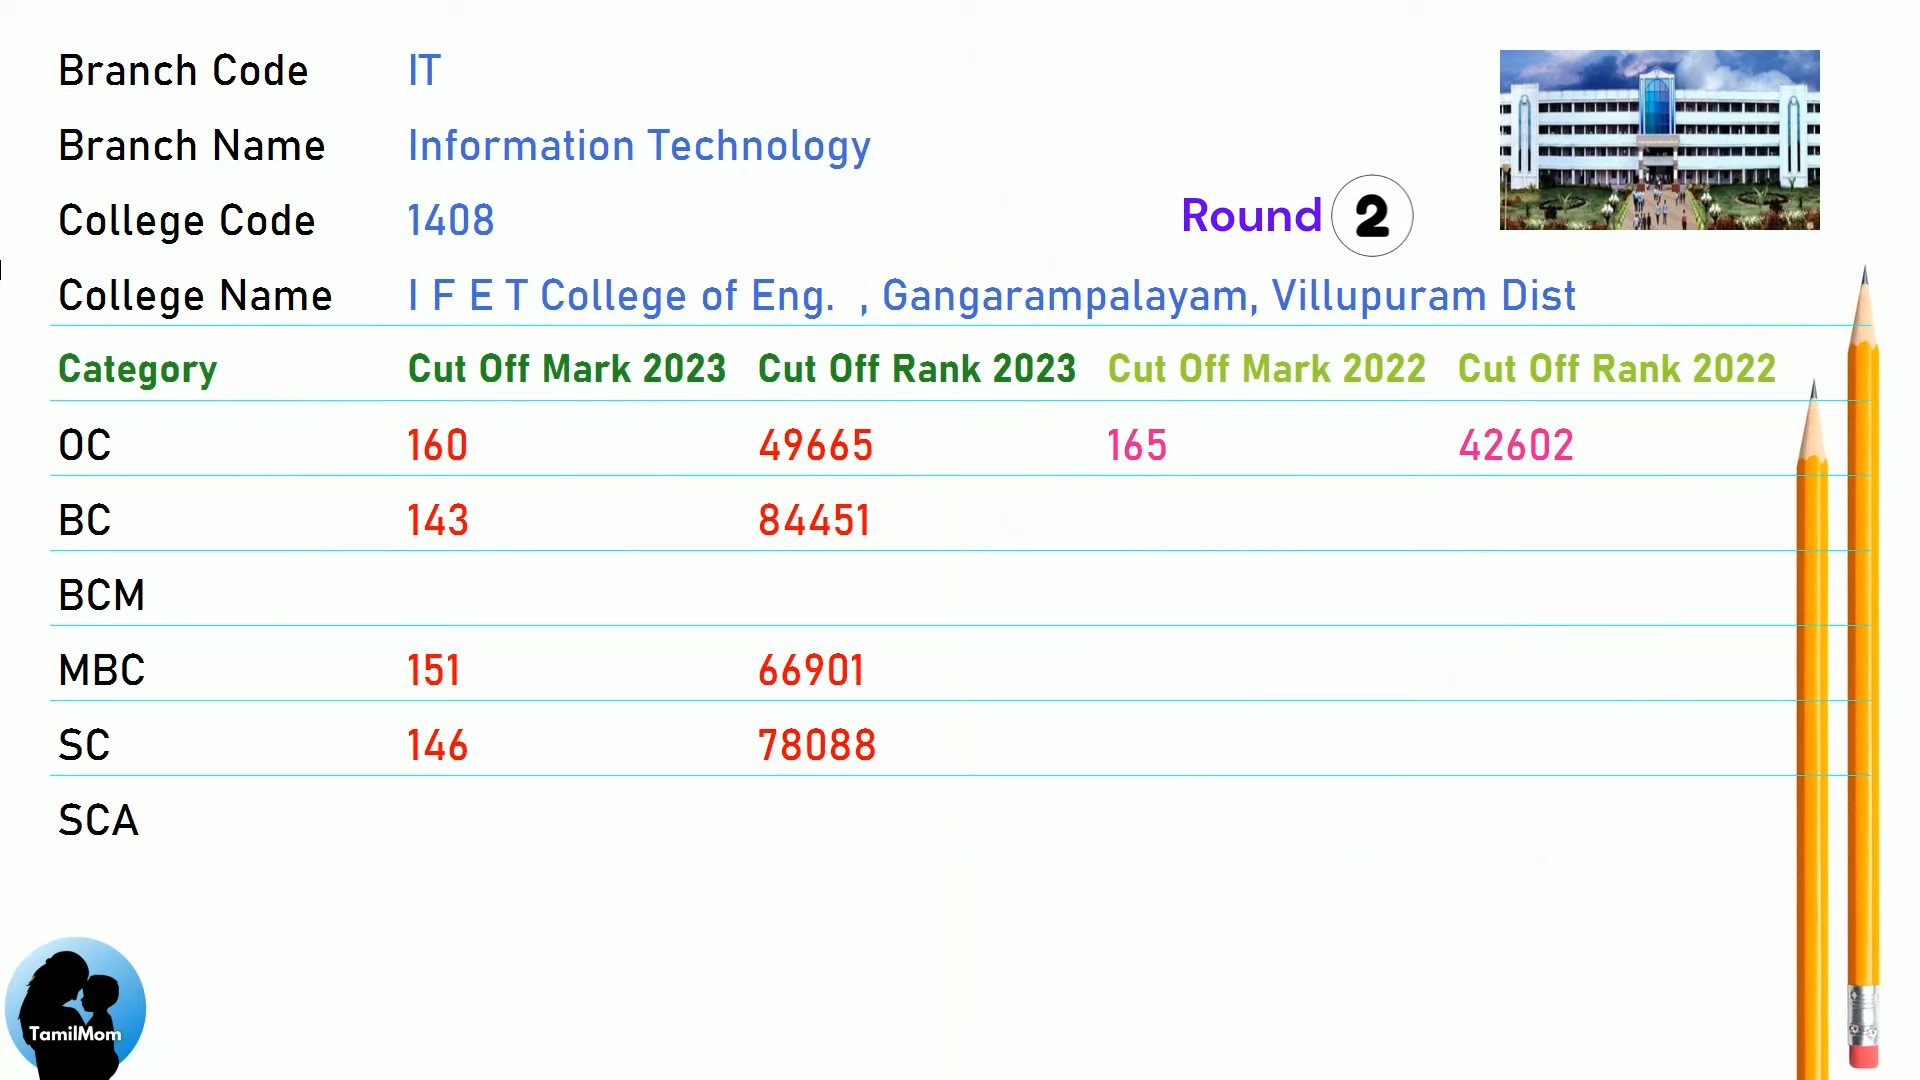 Branch Code IT
Branch Name Information Technology
College Code 1408
Round 2
College Name I F E T College of Eng.  , Gangarampalayam, Villupuram Dist
Category Cut Off Mark 2023 Cut Off Rank 2023 Cut Off Mark 2022 Cut Off Rank 2022
OC 160 49665 165 42602
BC 143 84451
BCM
MBC 151 66901
SC 146 78088
SCA
TamilMom